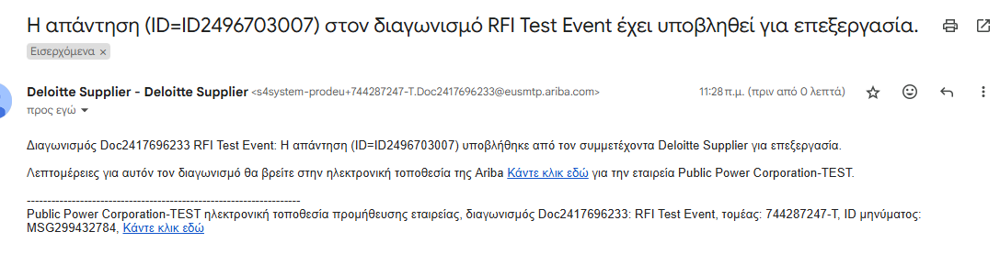 Η απάντηση (ID=ID2496703007) στον διαγωνισμό RFI Test Event έχει υποβληθεί για επεξεργασία.
Εισερχόμενα ×
Deloitte Supplier - Deloitte Supplier <s4system-prodeu+744287247-T.Doc2417696233@eusmtp.ariba.com> 11:28 π.μ. (πριν από 0 λεπτά)
προς εγώ
Διαγωνισμός Doc2417696233 RFI Test Event: Η απάντηση (ID=ID2496703007) υποβλήθηκε από τον συμμετέχοντα Deloitte Supplier για επεξεργασία.
Λεπτομέρειες για αυτόν τον διαγωνισμό θα βρείτε στην ηλεκτρονική τοποθεσία της Ariba Κάντε κλικ εδώ για την εταιρεία Public Power Corporation-TEST.
------------------------------------------------------------------
Public Power Corporation-TEST ηλεκτρονική τοποθεσία προμήθευσης εταιρείας, διαγωνισμός Doc2417696233: RFI Test Event, τομέας: 744287247-T, ID μηνύματος:
MSG299432784, Κάντε κλικ εδώ